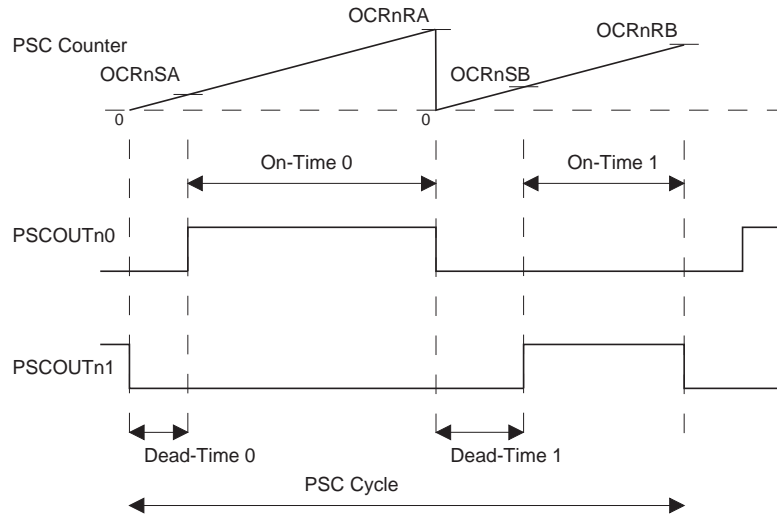 OCRnRA
OCRnRB
PSC Counter
OCRnSA
OCRnSB
0
0
On-Time 0
On-Time 1
PSCOUTn0
PSCOUTn1
Dead-Time 0
Dead-Time 1
PSC Cycle